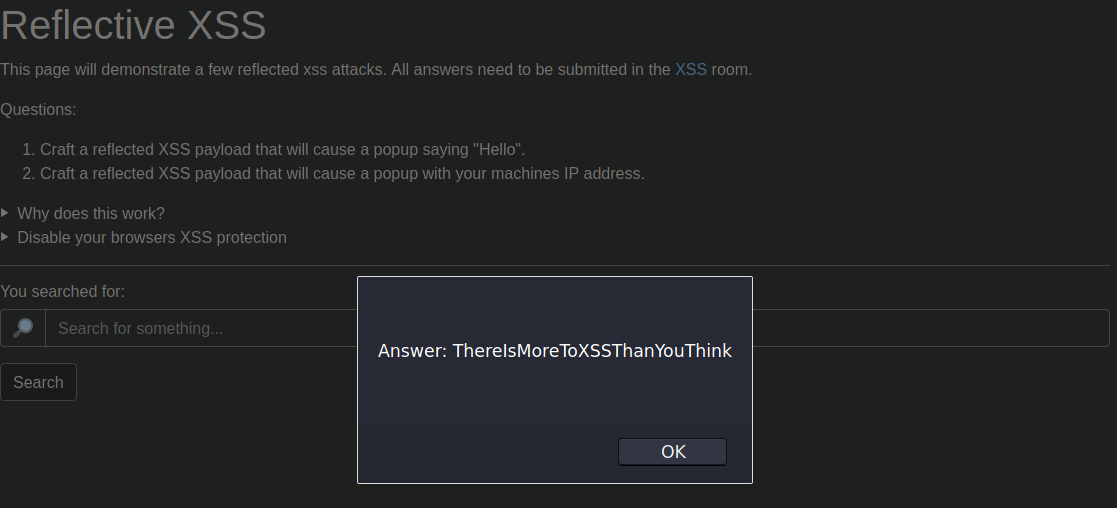 Reflective XSS
This page will demonstrate a few reflected xss attacks. All answers need to be submitted in the XSS room.
Questions:
1. Craft a reflected XSS payload that will cause a popup saying "Hello".
2. Craft a reflected XSS payload that will cause a popup with your machines IP address.
Why does this work?
Disable your browsers XSS protection
You searched for:
Search for something...
Search
Answer: ThereIsMoreToXSSThanYouThink
OK